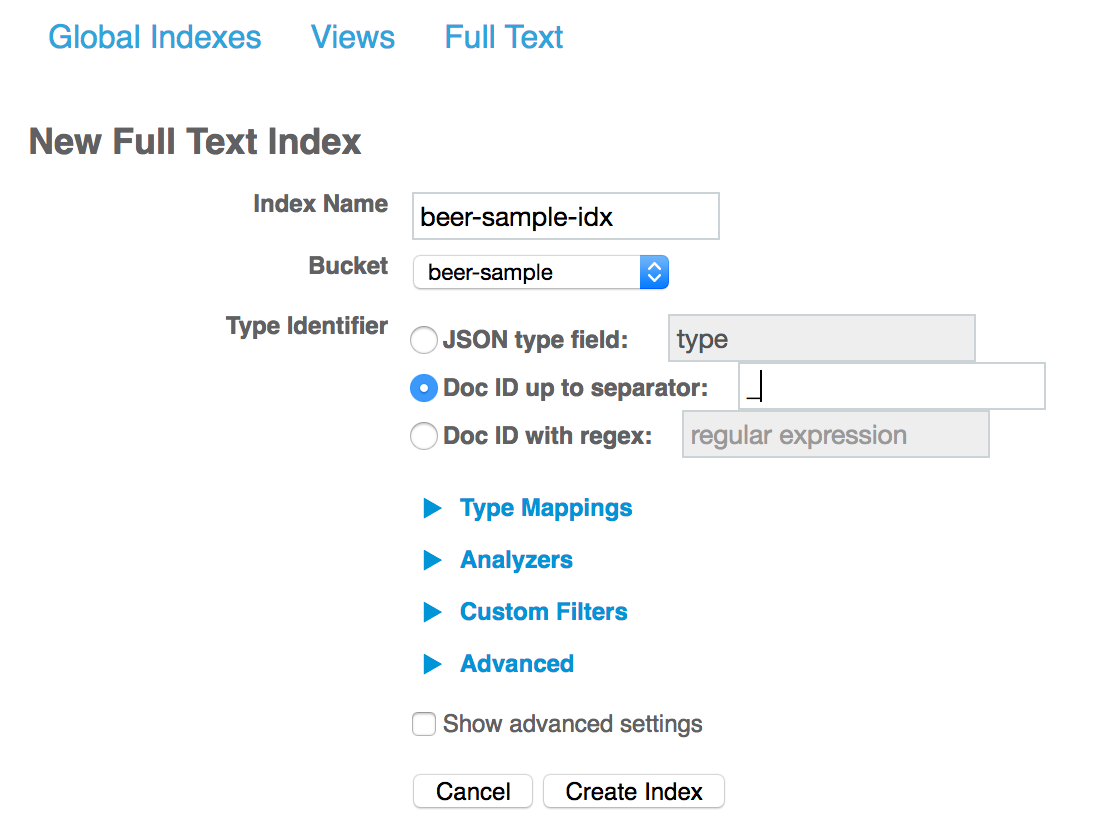 Global Indexes Views Full Text
New Full Text Index
Index Name beer-sample-idx
Bucket beer-sample
Type Identifier
JSON type field: type
Doc ID up to separator: _
Doc ID with regex: regular expression
Type Mappings
Analyzers
Custom Filters
Advanced
Show advanced settings
Cancel Create Index